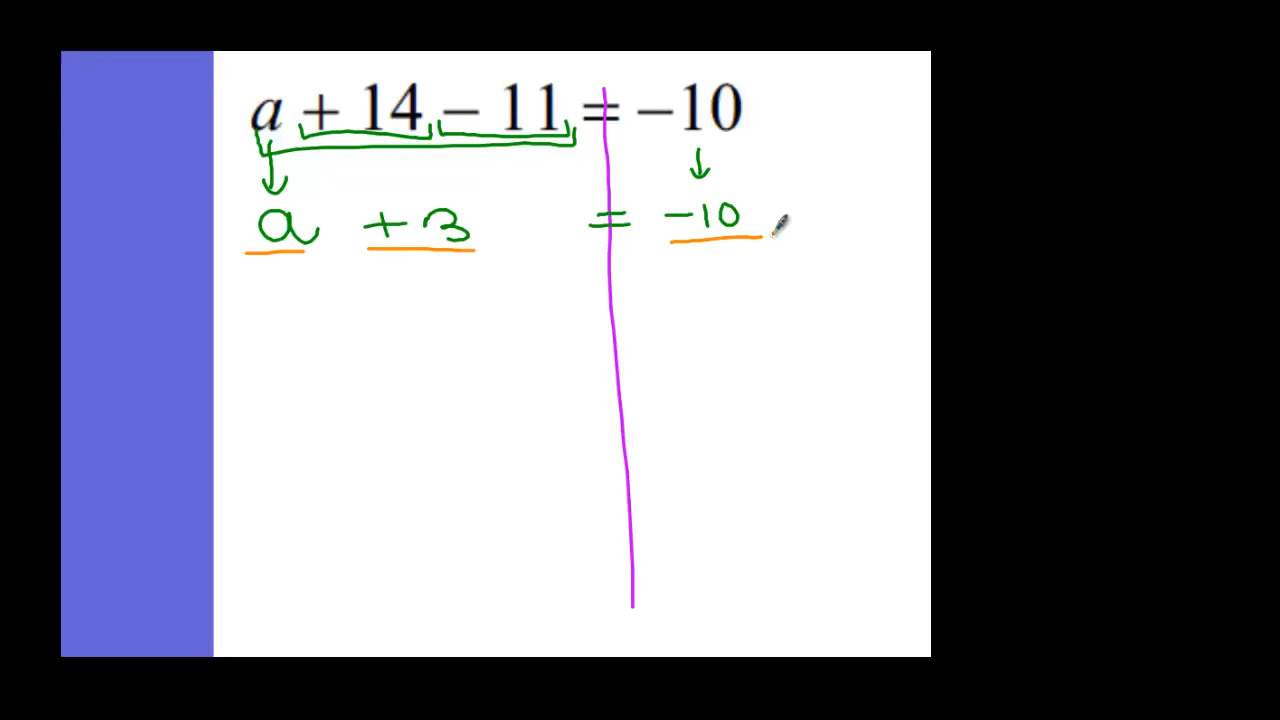 a + 14 − 11 = −10
a + 3 = −10